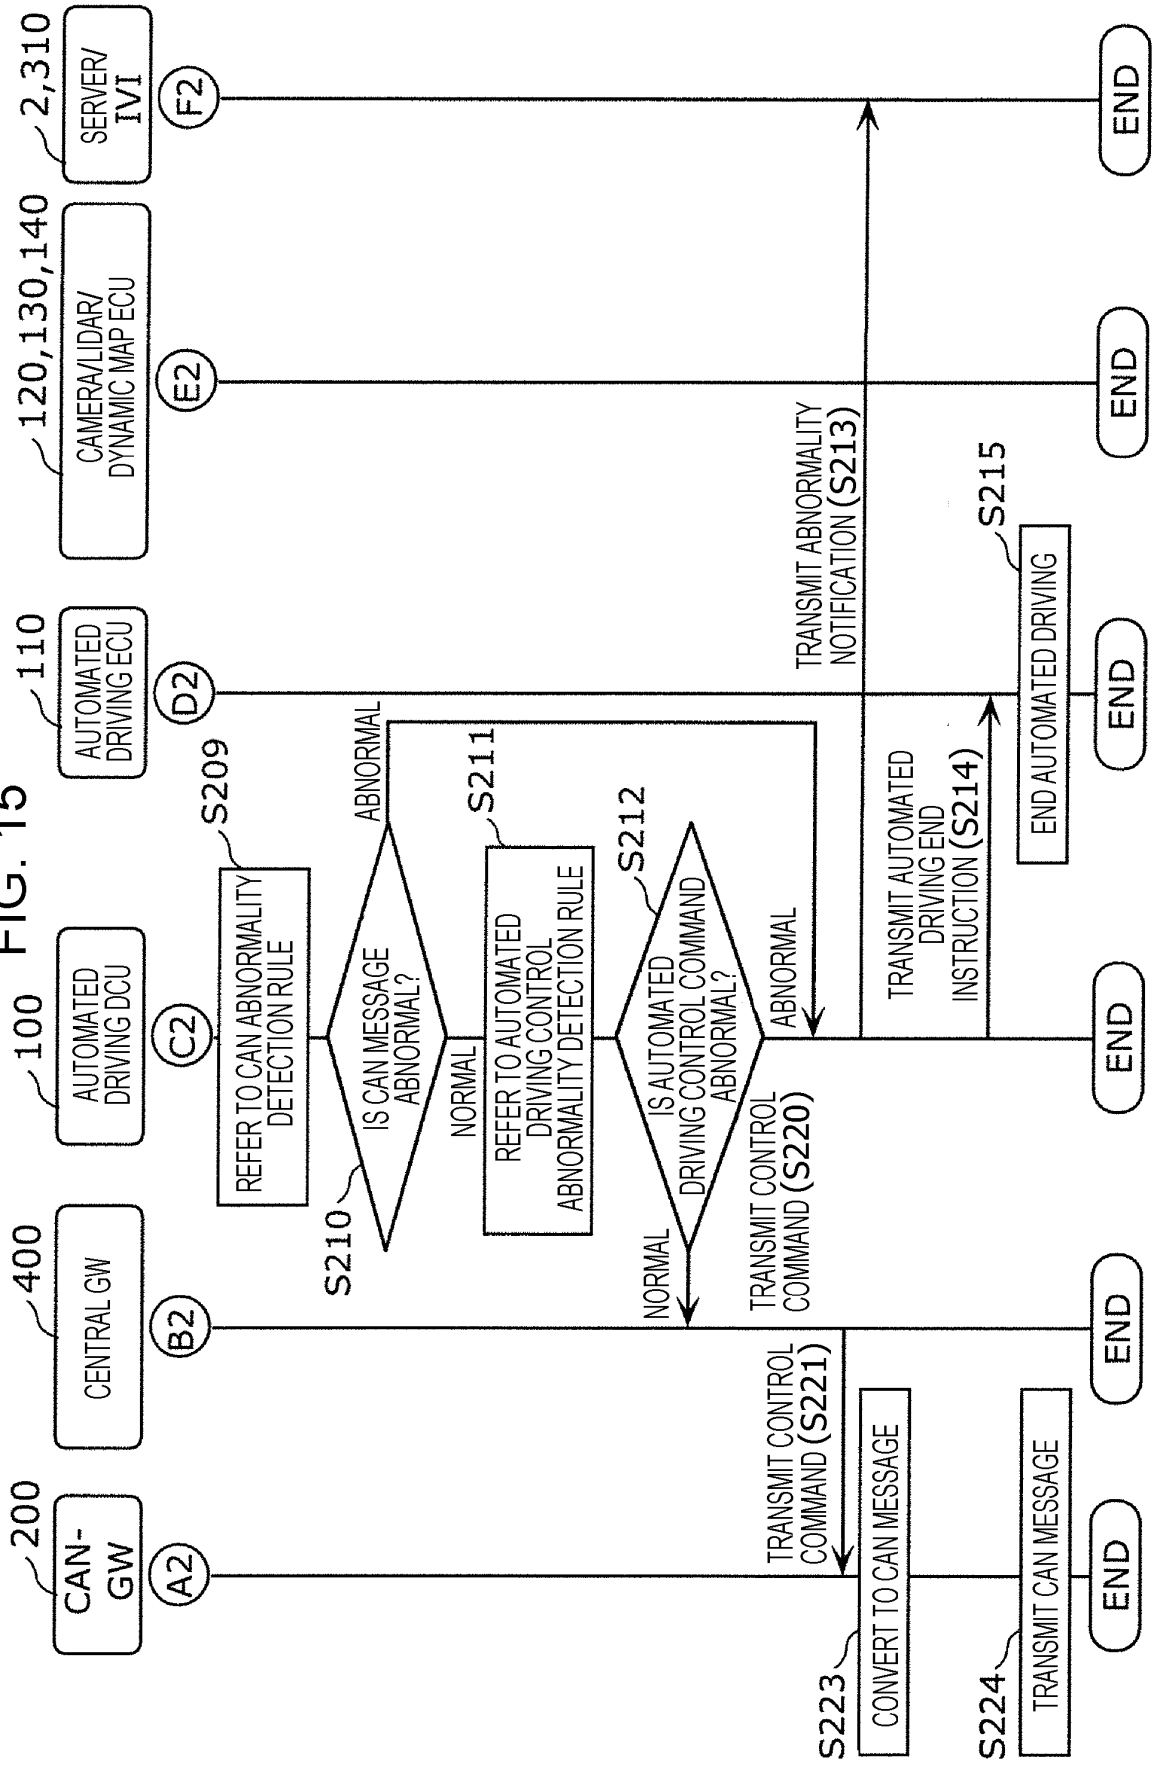 FIG. 15
200
CAN-
GW
A2
400
CENTRAL GW
B2
100
AUTOMATED
DRIVING DCU
C2
110
AUTOMATED
DRIVING ECU
D2
120,130,140
CAMERA/LIDAR/
DYNAMIC MAP ECU
E2
2,310
SERVER/
IVI
F2
S209
REFER TO CAN ABNORMALITY
DETECTION RULE
S210
IS CAN MESSAGE
ABNORMAL?
ABNORMAL
NORMAL
S211
REFER TO AUTOMATED
DRIVING CONTROL
ABNORMALITY DETECTION RULE
S212
IS AUTOMATED
DRIVING CONTROL COMMAND
ABNORMAL?
NORMAL
ABNORMAL
TRANSMIT CONTROL
COMMAND (S220)
TRANSMIT CONTROL
COMMAND (S221)
TRANSMIT ABNORMALITY
NOTIFICATION (S213)
S223
CONVERT TO CAN MESSAGE
TRANSMIT AUTOMATED
DRIVING END
INSTRUCTION (S214)
S224
TRANSMIT CAN MESSAGE
S215
END AUTOMATED DRIVING
END
END
END
END
END
END